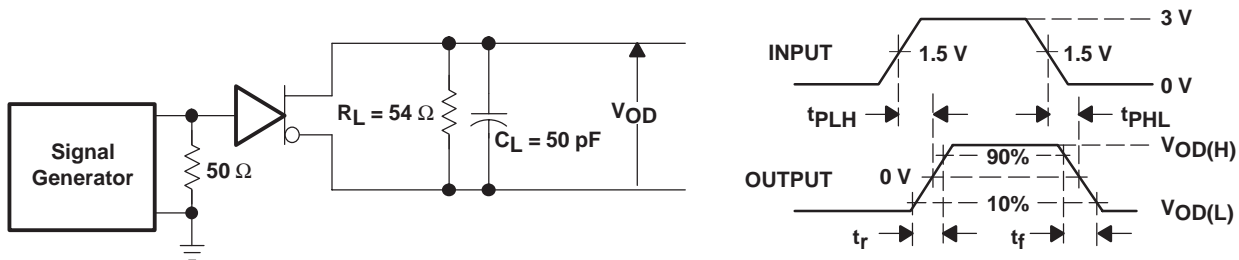 Signal
Generator
50 Ω
RL = 54 Ω
CL = 50 pF
VOD
INPUT
3 V
1.5 V
1.5 V
0 V
tPLH
tPHL
OUTPUT
0 V
90%
10%
VOD(H)
VOD(L)
tr
tf